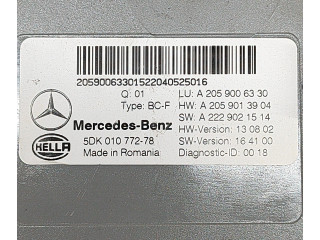 20590063301522040525016
Q: 01 LU: A 205 900 63 30
Type: BC-F HW: A 205 901 39 04
Mercedes-Benz SW: A 222 902 15 14
HELLA 5DK 010 772-78 HW-Version: 13 08 02
Made in Romania SW-Version: 16 41 00
Diagnostic-ID: 00 18